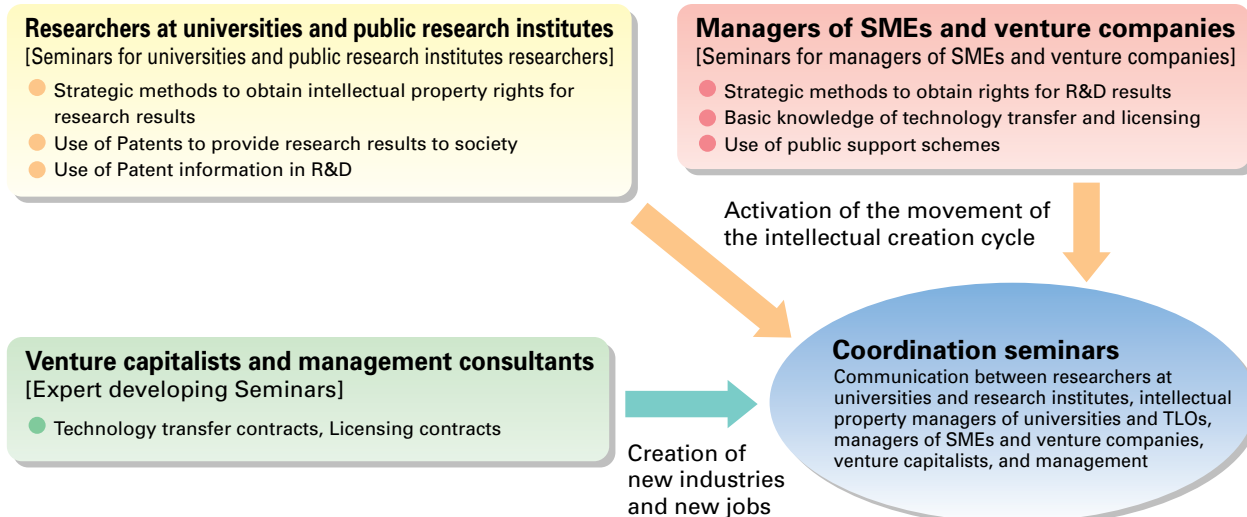 Researchers at universities and public research institutes
[Seminars for universities and public research institutes researchers]
Strategic methods to obtain intellectual property rights for
research results
Use of Patents to provide research results to society
Use of Patent information in R&D
Managers of SMEs and venture companies
[Seminars for managers of SMEs and venture companies]
Strategic methods to obtain rights for R&D results
Basic knowledge of technology transfer and licensing
Use of public support schemes
Activation of the movement of
the intellectual creation cycle
Venture capitalists and management consultants
[Expert developing Seminars]
Technology transfer contracts, Licensing contracts
Creation of
new industries
and new jobs
Coordination seminars
Communication between researchers at
universities and research institutes, intellectual
property managers of universities and TLOs,
managers of SMEs and venture companies,
venture capitalists, and management